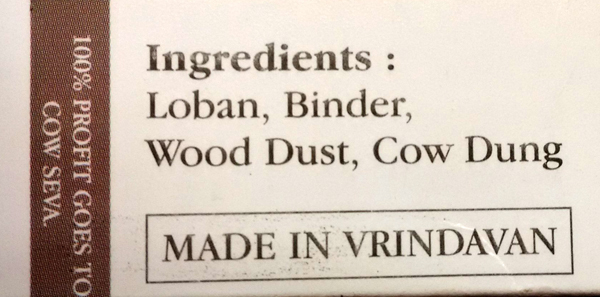 100% PROFIT GOES TO
COW SEVA
Ingredients :
Loban, Binder,
Wood Dust, Cow Dung
MADE IN VRINDAVAN